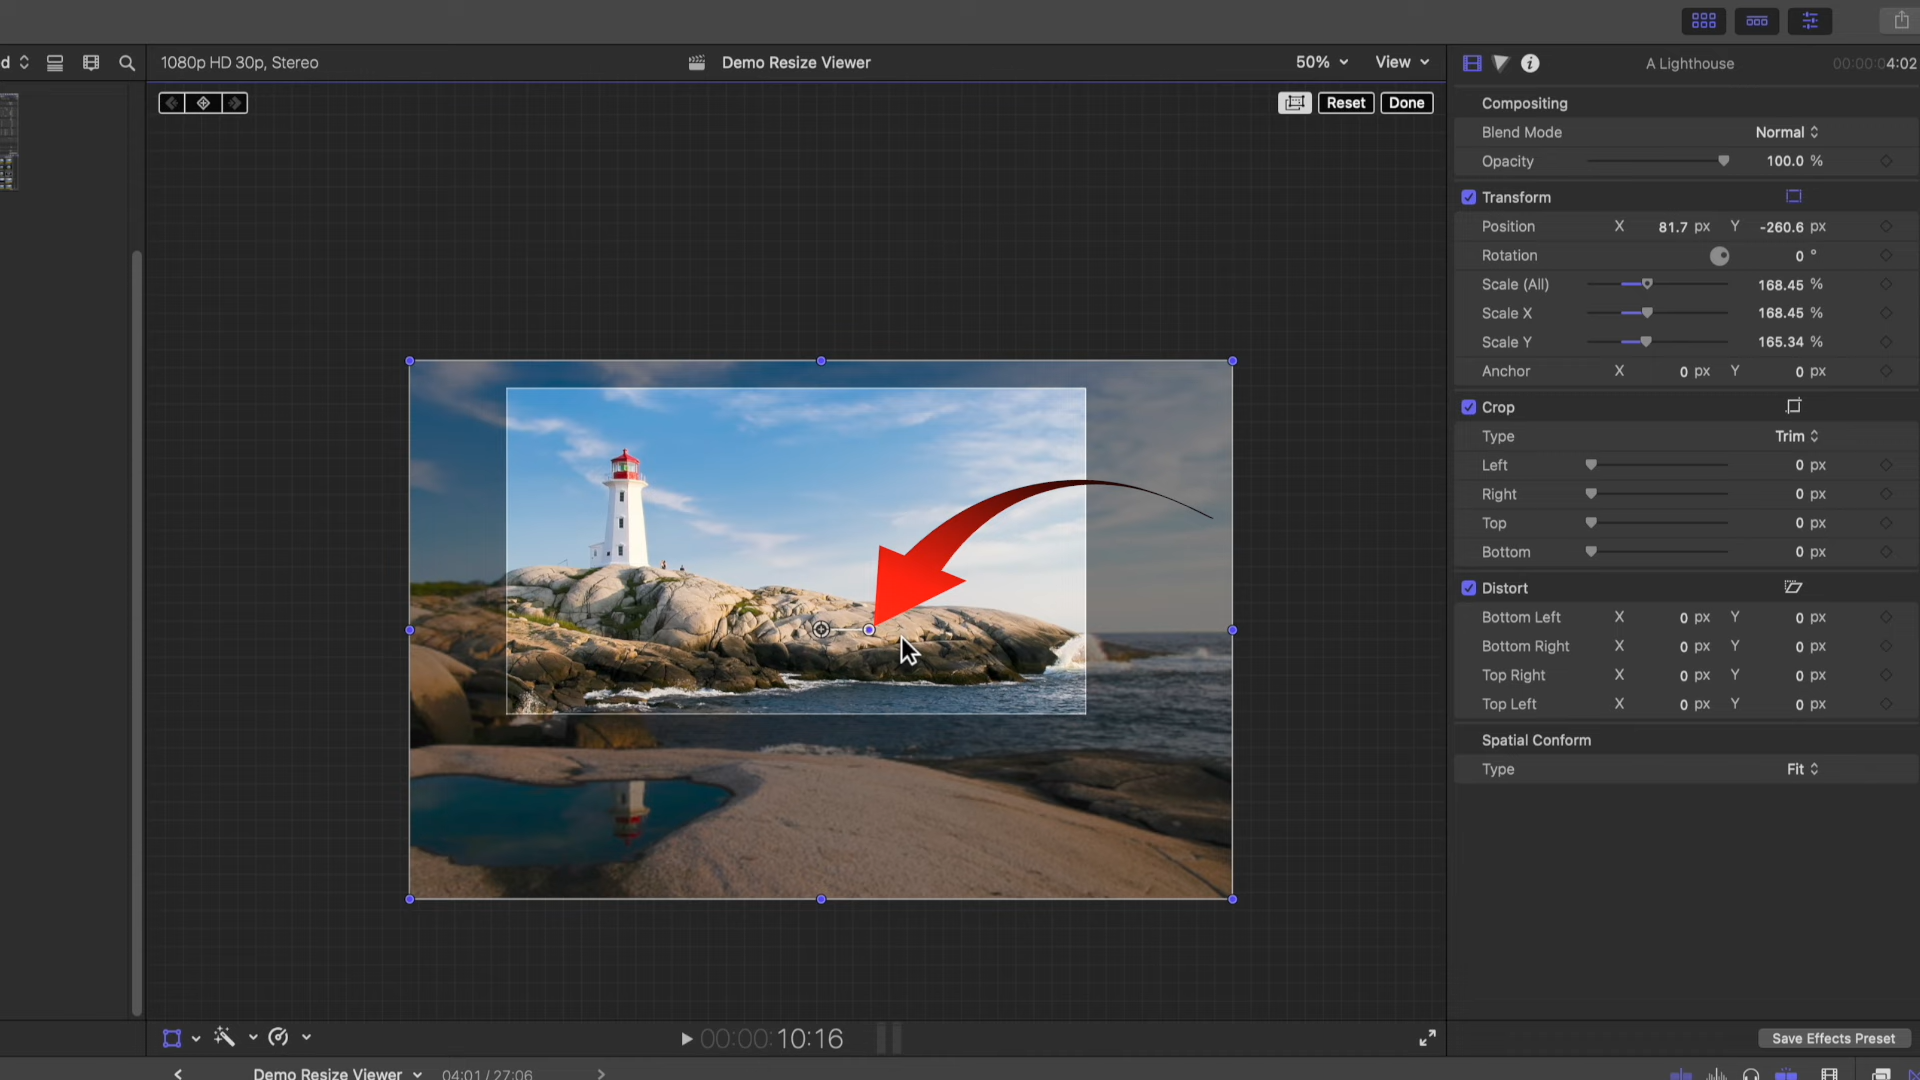 d
1080p HD 30p, Stereo
Demo Resize Viewer
50%
View
A Lighthouse
00:00:04:02
Reset
Done
Compositing
Blend Mode
Normal
Opacity
100.0 %
Transform
Position
X 81.7 px Y -260.6 px
Rotation
0 °
Scale (All)
168.45 %
Scale X
168.45 %
Scale Y
165.34 %
Anchor
X 0 px Y 0 px
Crop
Type
Trim
Left
0 px
Right
0 px
Top
0 px
Bottom
0 px
Distort
Bottom Left
X 0 px Y 0 px
Bottom Right
X 0 px Y 0 px
Top Right
X 0 px Y 0 px
Top Left
X 0 px Y 0 px
Spatial Conform
Type
Fit
00:00:10:16
Save Effects Preset
Demo Resize Viewer
04:01 / 27:06